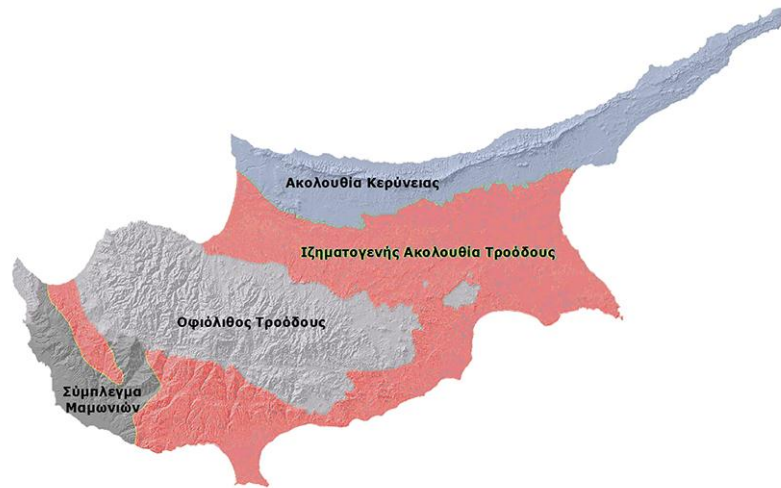 Ακολουθία Κερύνειας
Ιζηματογενής Ακολουθία Τροόδους
Οφιόλιθος Τροόδους
Σύμπλεγμα
Μαμωνιών